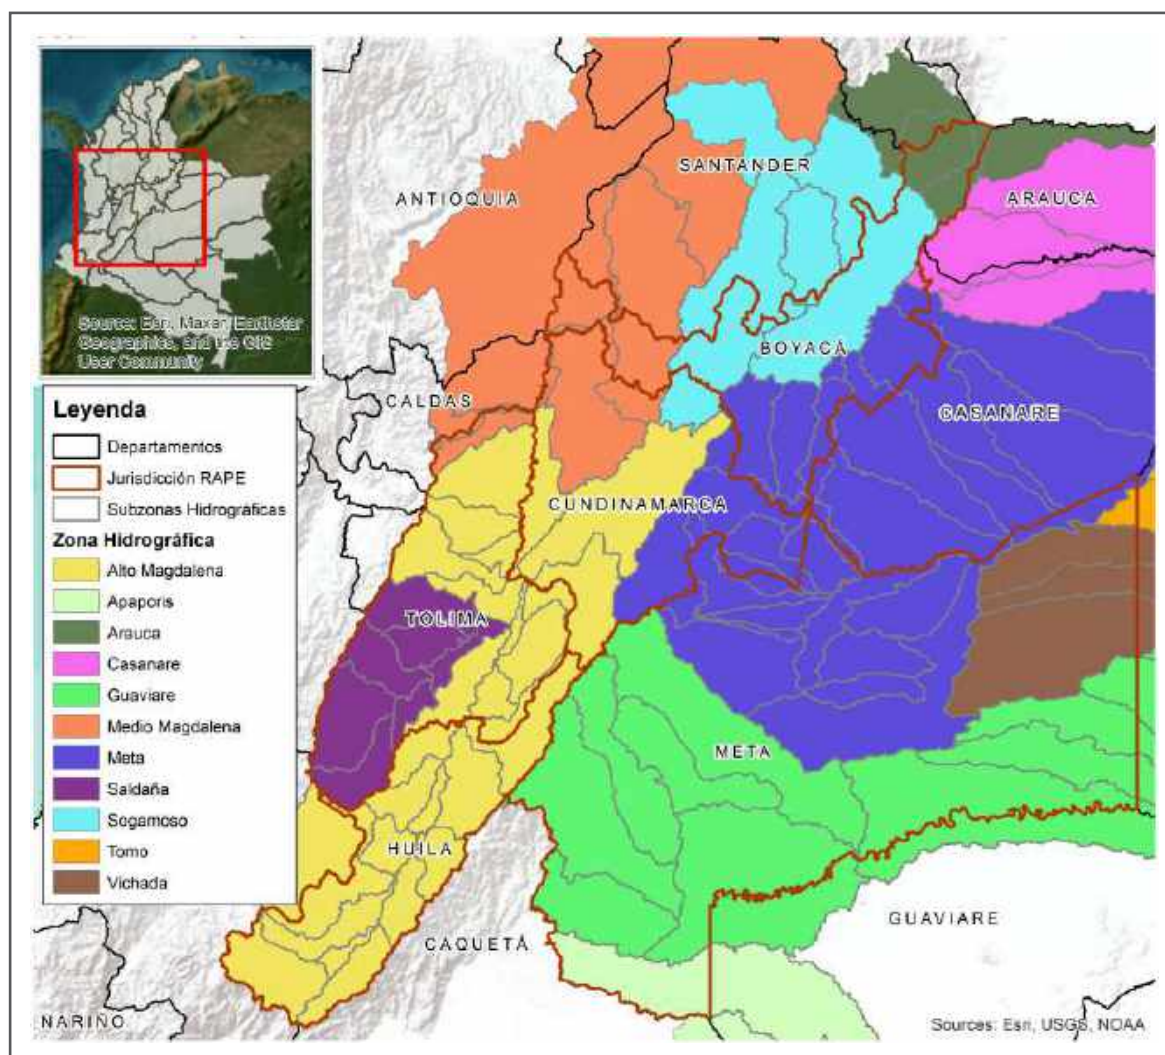 Source: Esri, Maxar, Earthstar
Geographics, and the GIS
User Community
Leyenda
Departamentos
Jurisdicción RAPE
Subzonas Hidrográficas
Zona Hidrográfica
Alto Magdalena
Apaporis
Arauca
Casanare
Guaviare
Medio Magdalena
Meta
Saldaña
Sogamoso
Tomo
Vichada
SANTANDER
ANTIOQUIA
ARAUCA
BOYACÁ
CALDAS
CASANARE
CUNDINAMARCA
TOLIMA
META
HUILA
GUAVIARE
CAQUETÁ
NARIÑO
Sources: Esri, USGS, NOAA